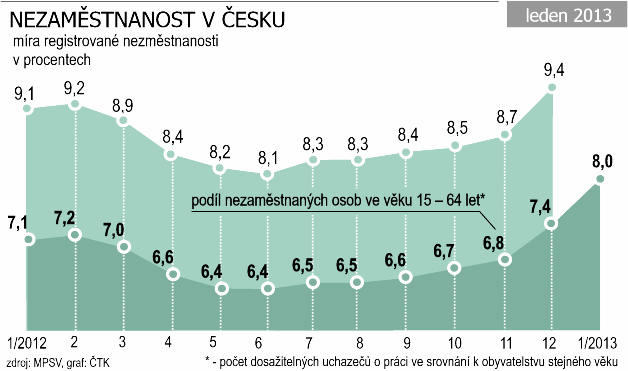 NEZAMĚSTNANOST V ČESKU
leden 2013
míra registrované nezměstnanosti
v procentech
9,1 9,2 8,9 8,4 8,2 8,1 8,3 8,3 8,4 8,5 8,7 9,4
podíl nezaměstnaných osob ve věku 15 – 64 let*
7,1 7,2 7,0 6,6 6,4 6,4 6,5 6,5 6,6 6,7 6,8 7,4 8,0
1/2012 2 3 4 5 6 7 8 9 10 11 12 1/2013
zdroj: MPSV, graf: ČTK
* - počet dosažitelných uchazečů o práci ve srovnání k obyvatelstvu stejného věku